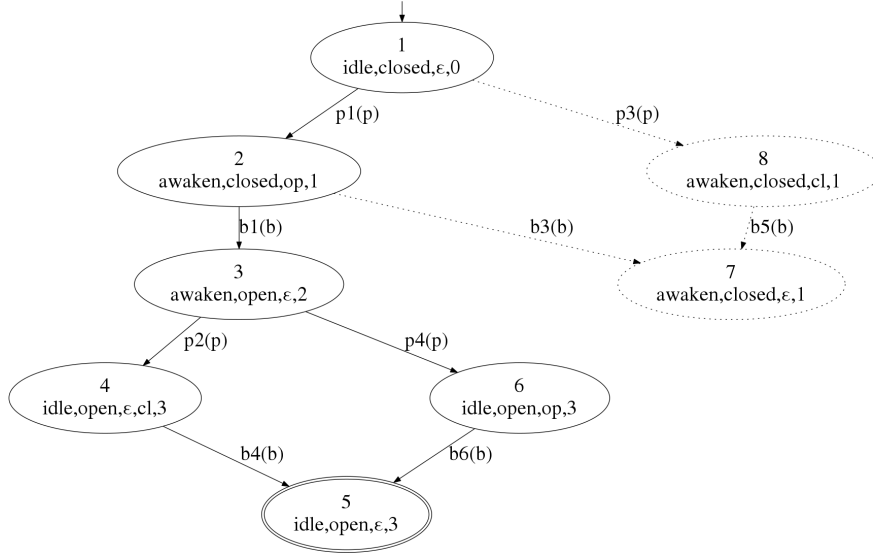 1
idle,closed,ε,0
p1(p)
p3(p)
2
awaken,closed,op,1
8
awaken,closed,cl,1
b1(b)
b3(b)
b5(b)
3
awaken,open,ε,2
7
awaken,closed,ε,1
p2(p)
p4(p)
4
idle,open,ε,cl,3
6
idle,open,op,3
b4(b)
b6(b)
5
idle,open,ε,3